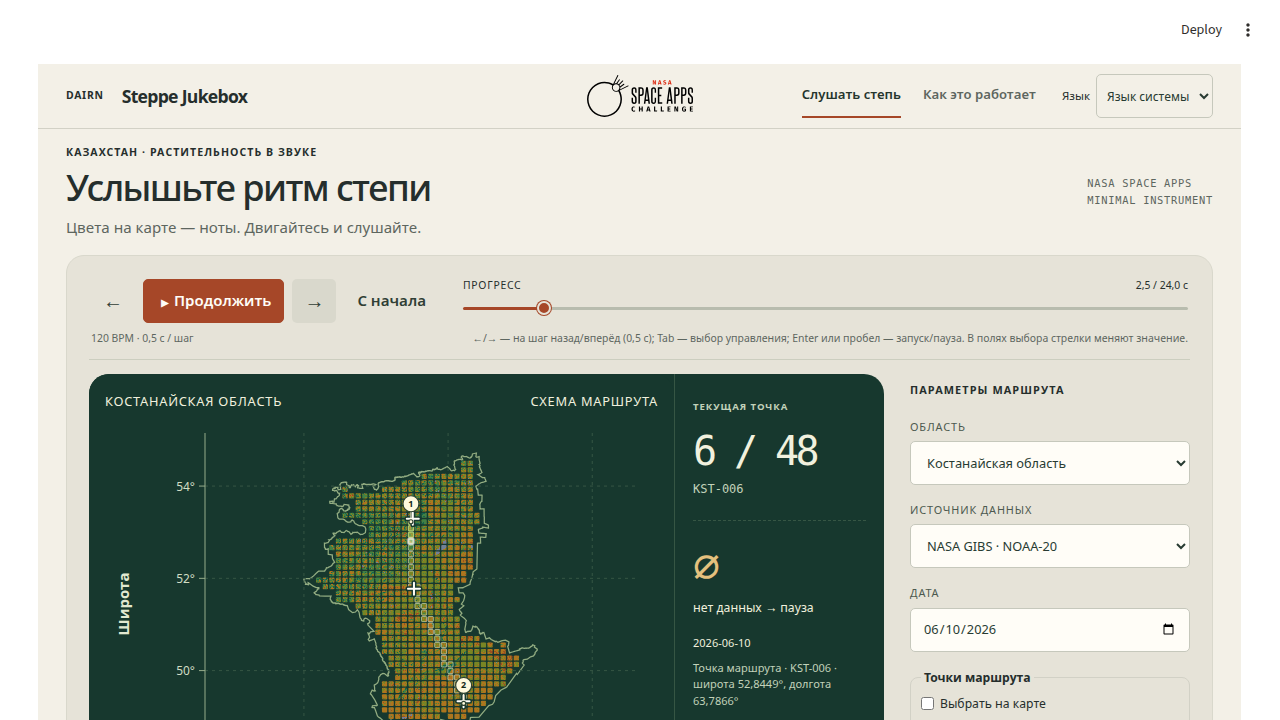 Deploy
DAIRN
Steppe Jukebox
NASA
SPACE APPS
CHALLENGE
Слушать степь
Как это работает
Язык
Язык системы
КАЗАХСТАН · РАСТИТЕЛЬНОСТЬ В ЗВУКЕ
Услышьте ритм степи
NASA SPACE APPS
MINIMAL INSTRUMENT
Цвета на карте — ноты. Двигайтесь и слушайте.
←
▶ Продолжить
→
С начала
ПРОГРЕСС
2,5 / 24,0 с
120 BPM · 0,5 с / шаг
←/→ — на шаг назад/вперёд (0,5 с); Tab — выбор управления; Enter или пробел — запуск/пауза. В полях выбора стрелки меняют значение.
КОСТАНАЙСКАЯ ОБЛАСТЬ
СХЕМА МАРШРУТА
54°
52°
50°
Широта
1
2
ТЕКУЩАЯ ТОЧКА
6 / 48
KST-006
∅
нет данных → пауза
2026-06-10
Точка маршрута · KST-006 ·
широта 52,8449°, долгота
63,7866°
ПАРАМЕТРЫ МАРШРУТА
ОБЛАСТЬ
Костанайская область
ИСТОЧНИК ДАННЫХ
NASA GIBS · NOAA-20
ДАТА
06/10/2026
Точки маршрута
Выбрать на карте